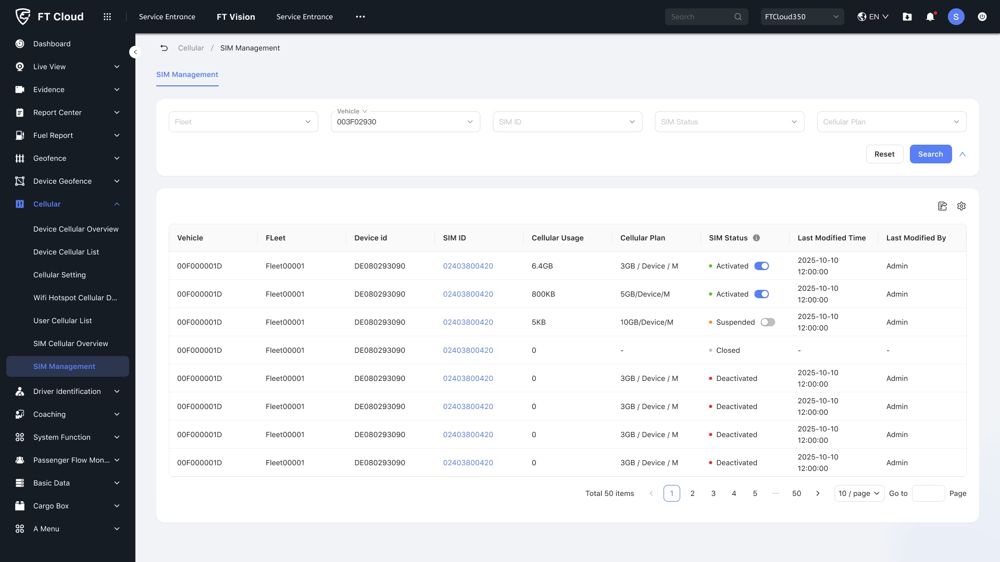 FT Cloud
Service Entrance
FT Vision
Service Entrance
Search
FTCloud350
EN
S
Dashboard
Live View
Evidence
Report Center
Fuel Report
Geofence
Device Geofence
Cellular
Device Cellular Overview
Device Cellular List
Cellular Setting
Wifi Hotspot Cellular D...
User Cellular List
SIM Cellular Overview
SIM Management
Driver Identification
Coaching
System Function
Passenger Flow Mon...
Basic Data
Cargo Box
A Menu
Cellular / SIM Management
SIM Management
Fleet
Vehicle
003F02930
SIM ID
SIM Status
Cellular Plan
Reset
Search
Vehicle FLeet Device id SIM ID Cellular Usage Cellular Plan SIM Status Last Modified Time Last Modified By
00F000001D Fleet00001 DE080293090 02403800420 6.4GB 3GB / Device / M Activated 2025-10-10 12:00:00 Admin
00F000001D Fleet00001 DE080293090 02403800420 800KB 5GB/Device/M Activated 2025-10-10 12:00:00 Admin
00F000001D Fleet00001 DE080293090 02403800420 5KB 10GB/Device/M Suspended 2025-10-10 12:00:00 Admin
00F000001D Fleet00001 DE080293090 02403800420 0 - Closed - -
00F000001D Fleet00001 DE080293090 02403800420 0 3GB / Device / M Deactivated 2025-10-10 12:00:00 Admin
00F000001D Fleet00001 DE080293090 02403800420 0 3GB / Device / M Deactivated 2025-10-10 12:00:00 Admin
00F000001D Fleet00001 DE080293090 02403800420 0 3GB / Device / M Deactivated 2025-10-10 12:00:00 Admin
00F000001D Fleet00001 DE080293090 02403800420 0 3GB / Device / M Deactivated 2025-10-10 12:00:00 Admin
Total 50 items 1 2 3 4 5 ··· 50 10 / page Go to Page